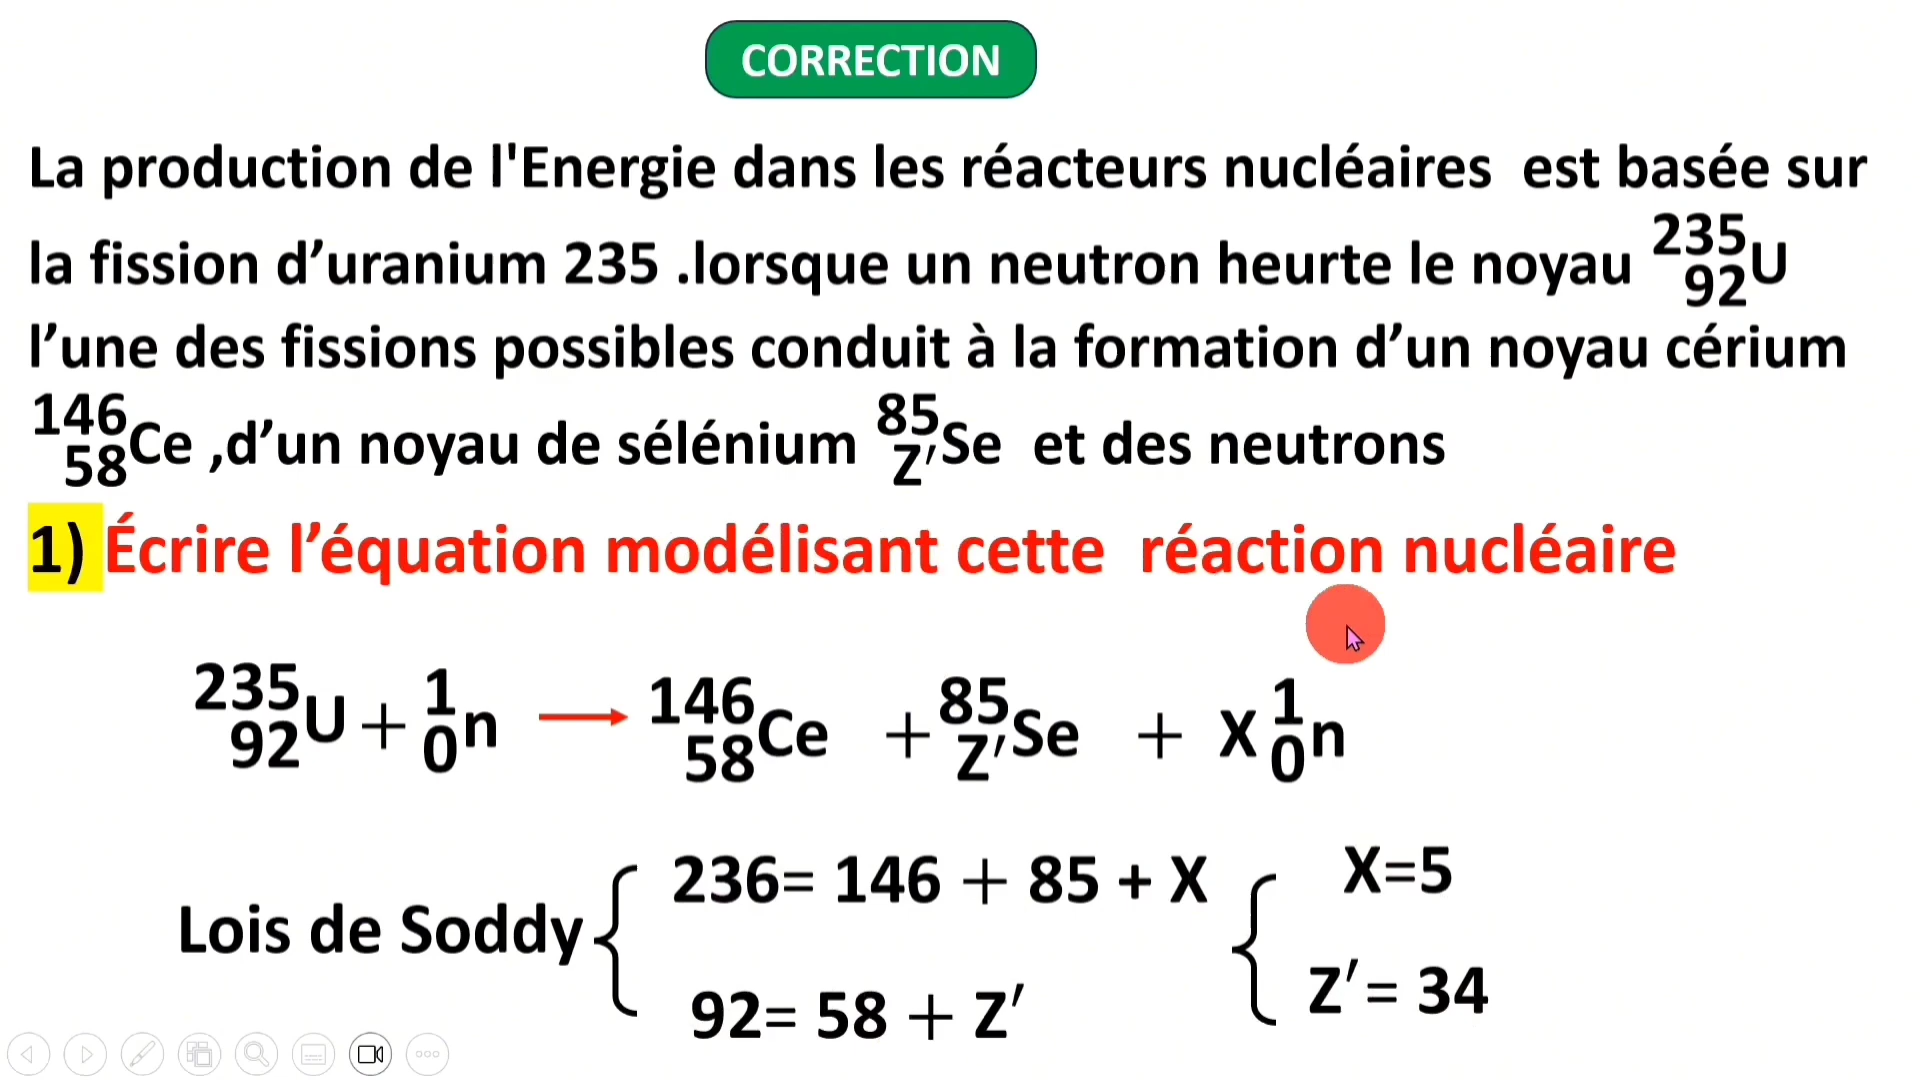 CORRECTION
La production de l'Energie dans les réacteurs nucléaires est basée sur
la fission d’uranium 235 .lorsque un neutron heurte le noyau ²³⁵₉₂U
l’une des fissions possibles conduit à la formation d’un noyau cérium
¹⁴⁶₅₈Ce ,d’un noyau de sélénium ⁸⁵Z′Se et des neutrons
1) Écrire l’équation modélisant cette réaction nucléaire
²³⁵₉₂U + ¹₀n → ¹⁴⁶₅₈Ce + ⁸⁵Z′Se + X ¹₀n
236= 146 + 85 + X
X=5
Lois de Soddy
92= 58 + Z′
Z′= 34